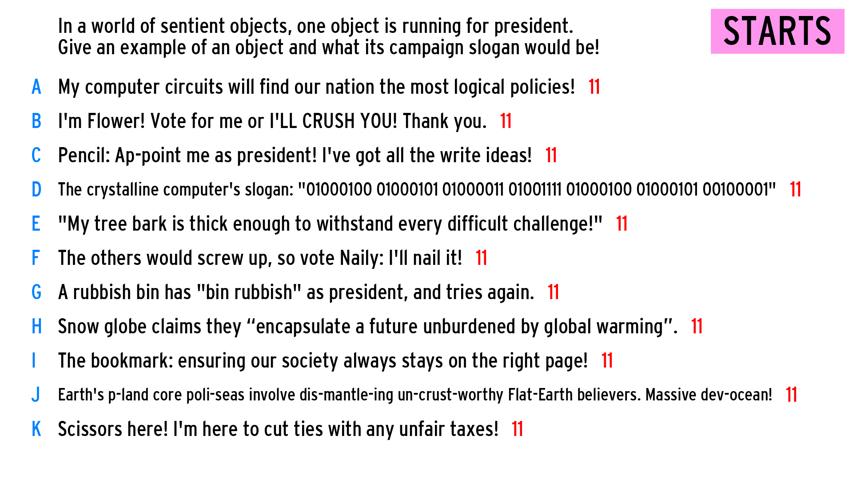 In a world of sentient objects, one object is running for president.
Give an example of an object and what its campaign slogan would be!
STARTS
A My computer circuits will find our nation the most logical policies! 11
B I'm Flower! Vote for me or I'LL CRUSH YOU! Thank you. 11
C Pencil: Ap-point me as president! I've got all the write ideas! 11
D The crystalline computer's slogan: "01000100 01000101 01000011 01001111 01000100 01000101 00100001" 11
E "My tree bark is thick enough to withstand every difficult challenge!" 11
F The others would screw up, so vote Naily: I'll nail it! 11
G A rubbish bin has "bin rubbish" as president, and tries again. 11
H Snow globe claims they “encapsulate a future unburdened by global warming”. 11
I The bookmark: ensuring our society always stays on the right page! 11
J Earth's p-land core poli-seas involve dis-mantle-ing un-crust-worthy Flat-Earth believers. Massive dev-ocean! 11
K Scissors here! I'm here to cut ties with any unfair taxes! 11